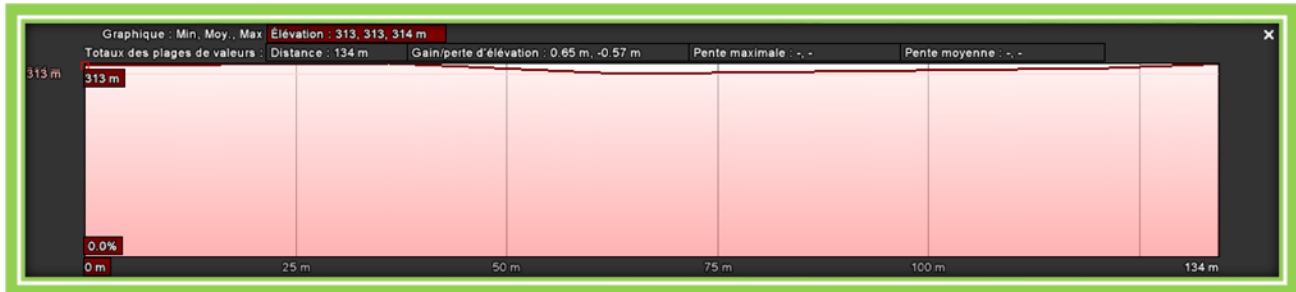 Graphique : Min, Moy., Max Élévation : 313, 313, 314 m
Totaux des plages de valeurs : Distance : 134 m Gain/perte d'élévation : 0.65 m, -0.57 m Pente maximale : -, - Pente moyenne : -, -
313 m
313 m
0.0%
0 m 25 m 50 m 75 m 100 m 134 m